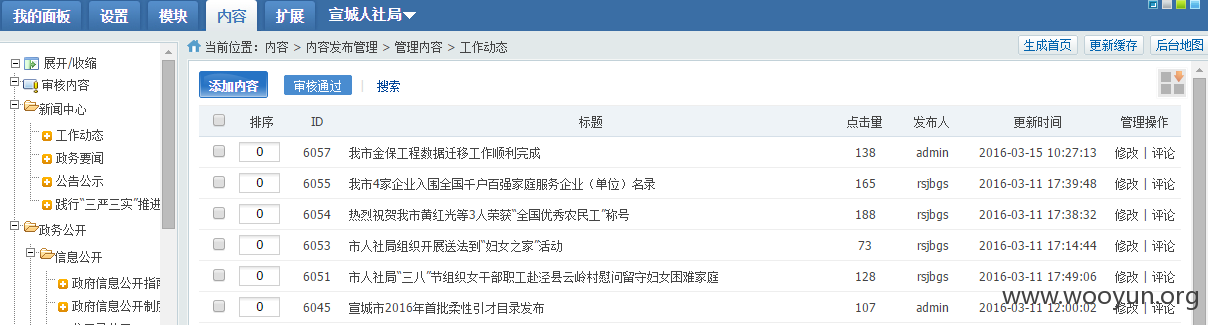 我的面板 设置 模块 内容 扩展 宣城人社局
当前位置：内容 > 内容发布管理 > 管理内容 > 工作动态 生成首页 更新缓存 后台地图
展开/收缩
审核内容
新闻中心
工作动态
政务要闻
公告公示
践行“三严三实”推进
政务公开
信息公开
政府信息公开指南
政府信息公开制度
添加内容 审核通过 | 搜索
排序 ID 标题 点击量 发布人 更新时间 管理操作
0 6057 我市金保工程数据迁移工作顺利完成 138 admin 2016-03-15 10:27:13 修改 | 评论
0 6055 我市4家企业入围全国千户百强家庭服务企业（单位）名录 165 rsjbgs 2016-03-11 17:39:48 修改 | 评论
0 6054 热烈祝贺我市黄红光等3人荣获“全国优秀农民工”称号 188 rsjbgs 2016-03-11 17:38:32 修改 | 评论
0 6053 市人社局组织开展送法到“妇女之家”活动 73 rsjbgs 2016-03-11 17:14:44 修改 | 评论
0 6051 市人社局“三八”节组织女干部职工赴泾县云岭村慰问留守妇女困难家庭 128 rsjbgs 2016-03-11 17:49:06 修改 | 评论
0 6045 宣城市2016年首批柔性引才目录发布 107 admin 2016-03-11 12:00:02 修改 | 评论
www.wooyun.org